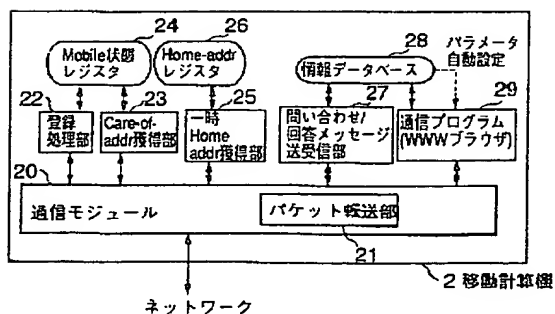 24
26
Mobile状態
レジスタ
Home-addr
レジスタ
28
情報データベース
パラメータ
自動設定
22
登録
処理部
23
Care-of-
addr獲得部
25
一時
Home
addr獲得部
27
問い合わせ/
回答メッセージ
送受信部
29
通信プログラム
(WWWブラウザ)
20
通信モジュール
パケット転送部
21
2 移動計算機
ネットワーク